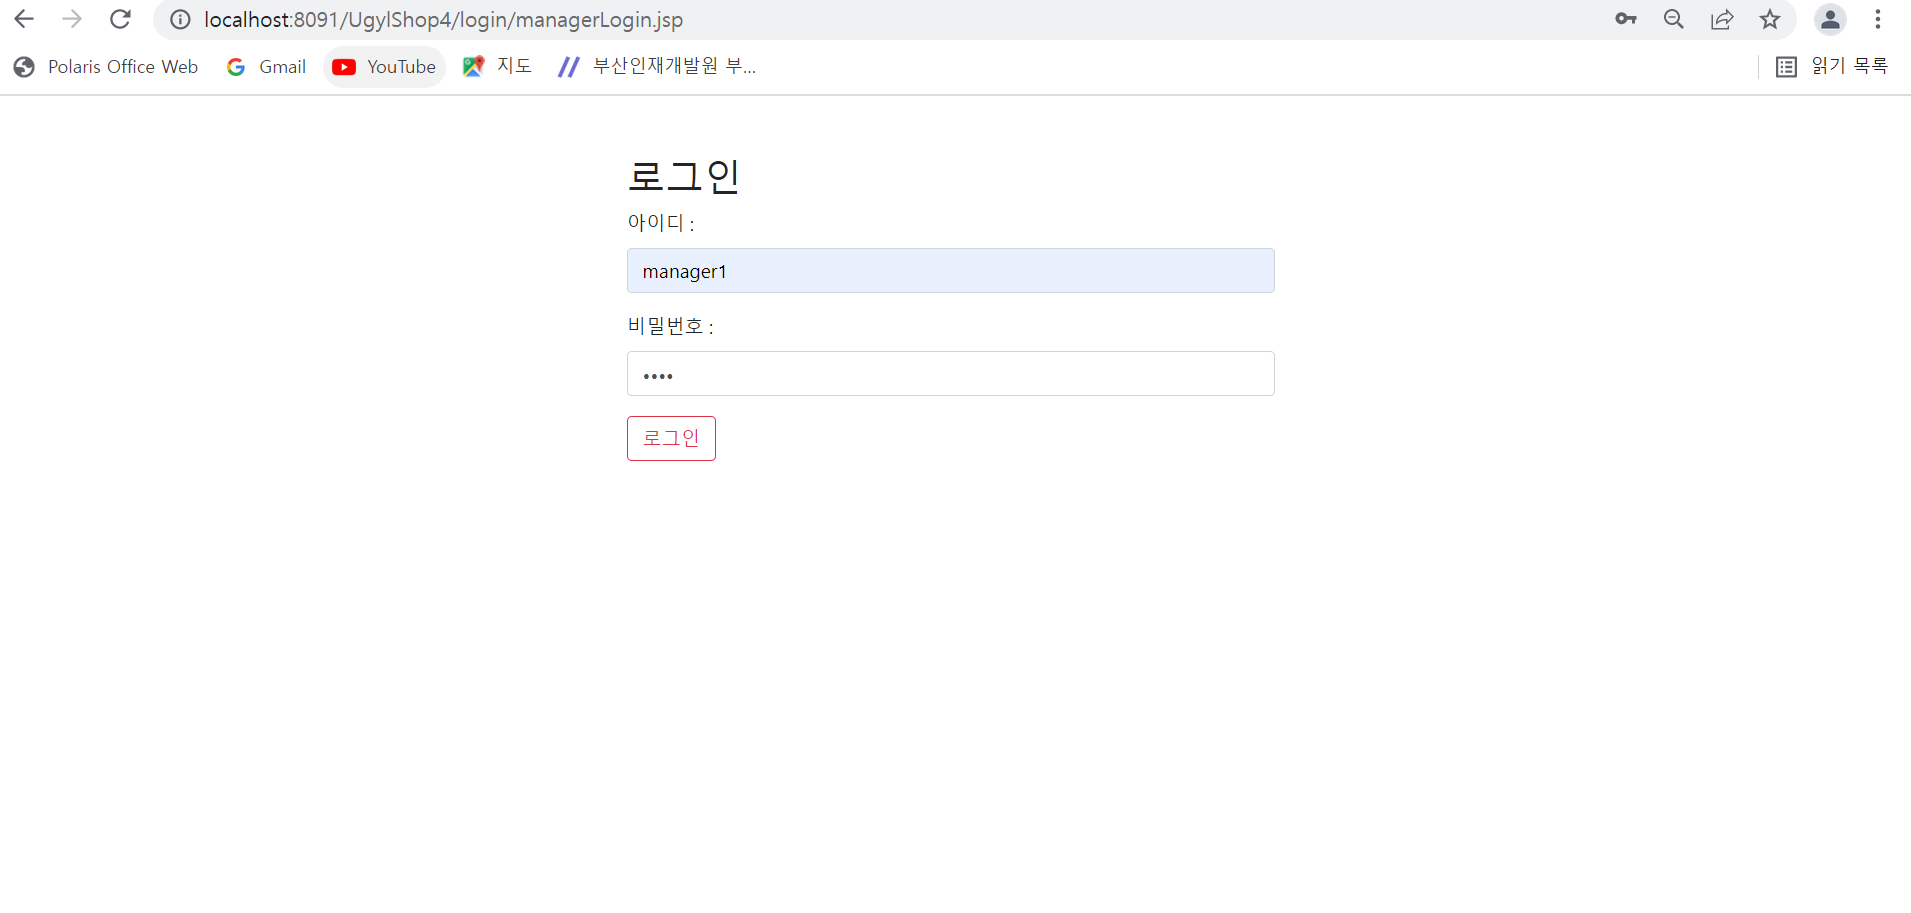 localhost:8091/UgylShop4/login/managerLogin.jsp
Polaris Office Web Gmail YouTube 지도 부산인재개발원 부... 읽기 목록
로그인
아이디 :
manager1
비밀번호 :
••••
로그인